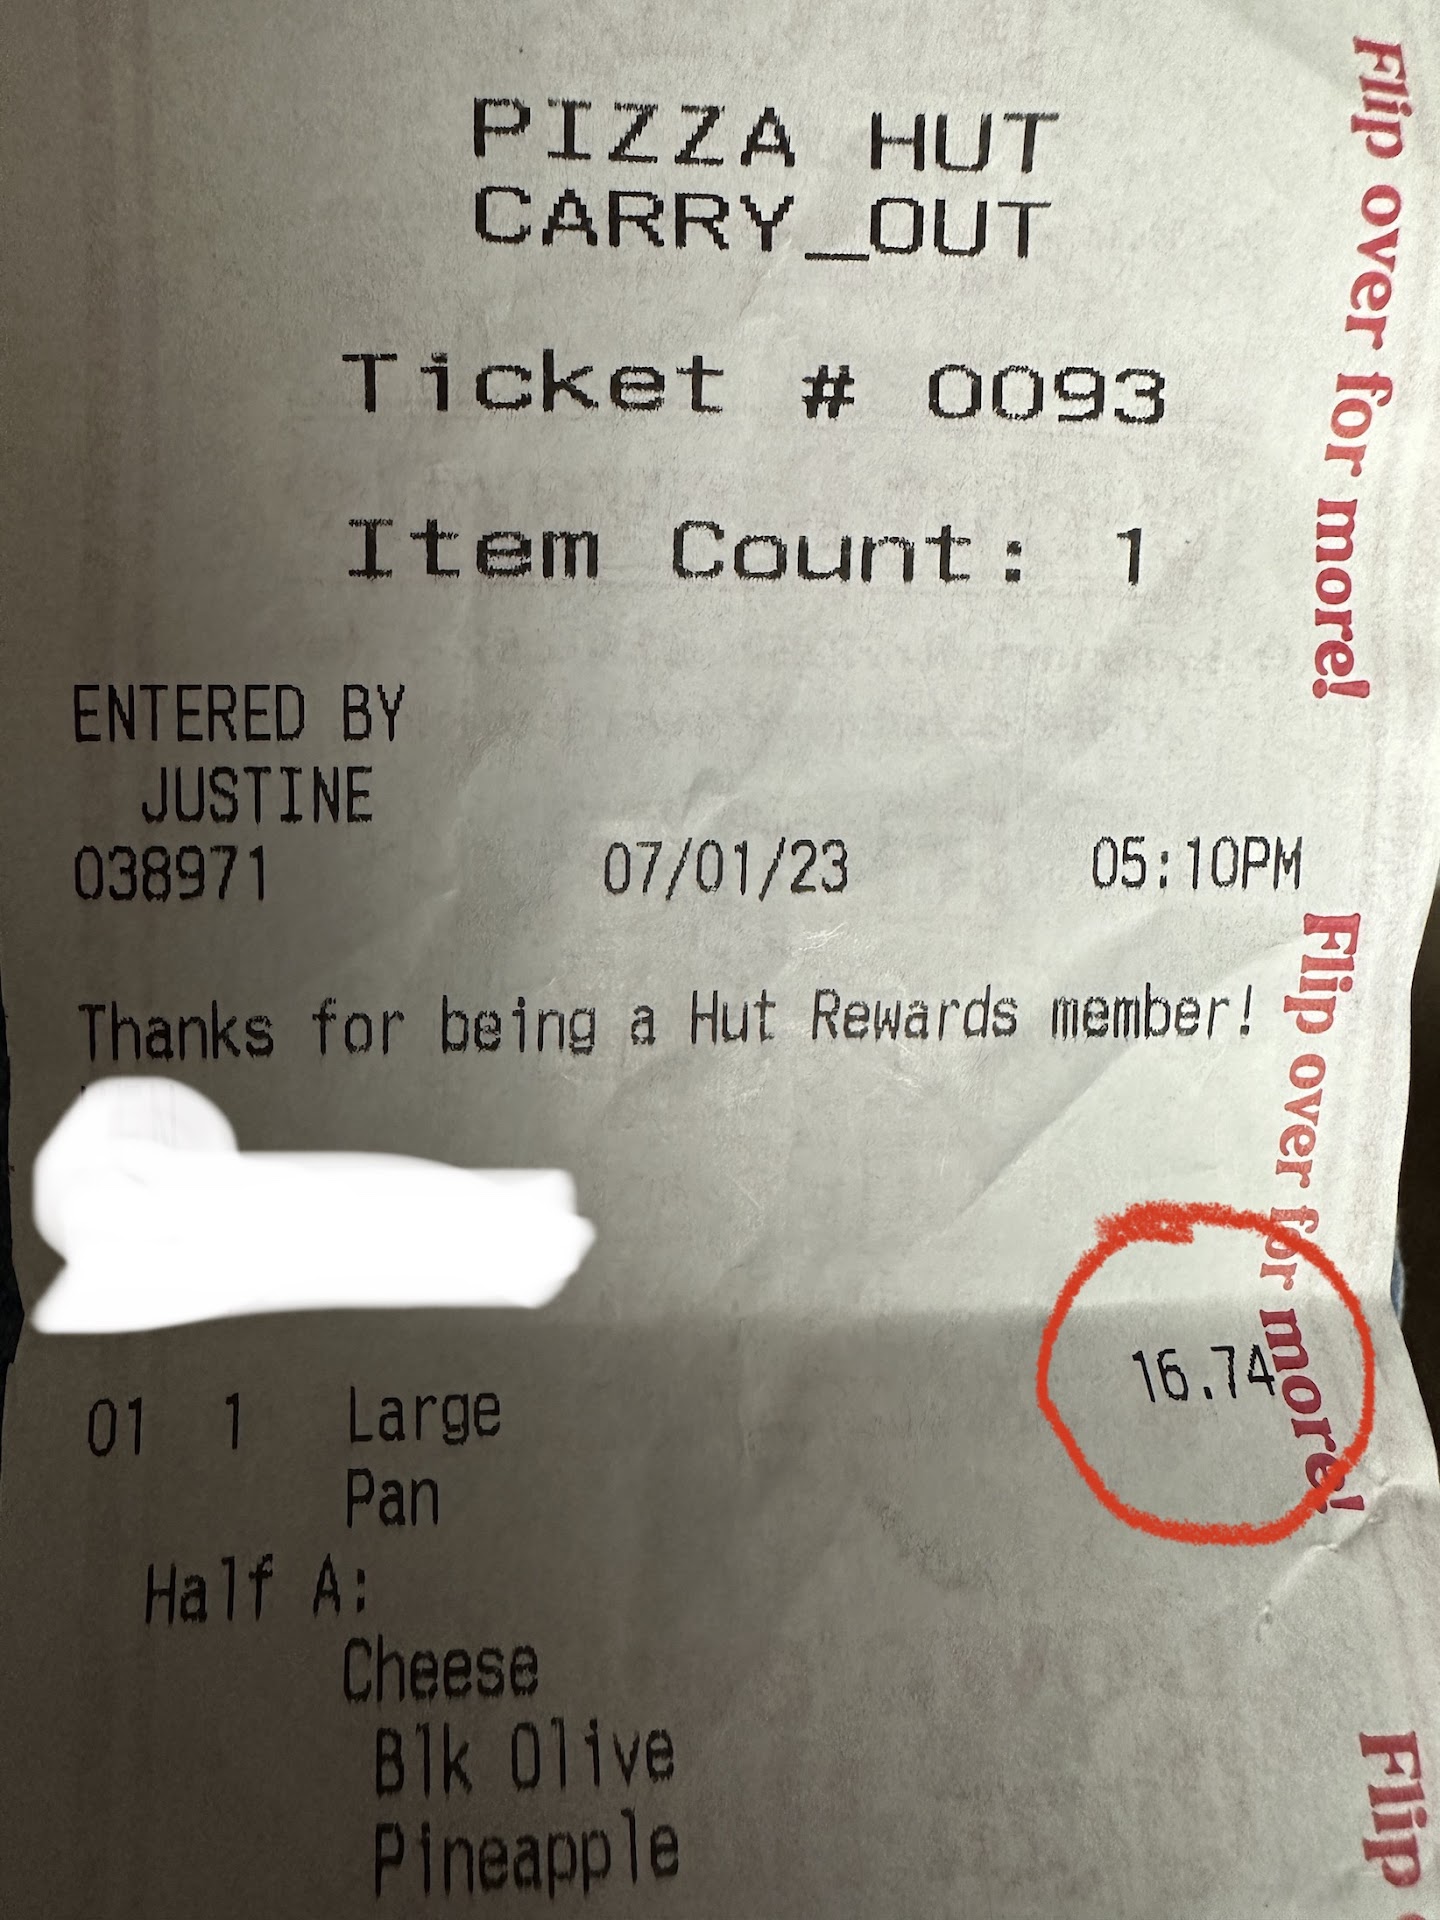 PIZZA HUT
CARRY_OUT
Ticket # 0093
Item Count: 1
ENTERED BY
JUSTINE
038971 07/01/23 05:10PM
Thanks for being a Hut Rewards member!
01 1 Large 16.74
Pan
Half A:
Cheese
Blk Olive
Pineapple
Flip over for more!
Flip over for more!
Flip